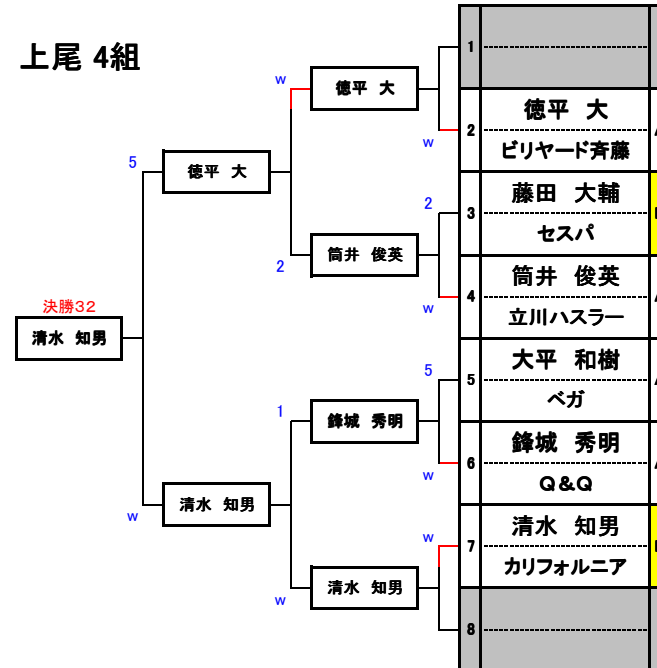 上尾 4組
1
w
徳平 大
徳平 大
2
w
ビリヤード斉藤
5
徳平 大
藤田 大輔
2
3
セスパ
筒井 俊英
2
筒井 俊英
4
w
立川ハスラー
決勝32
清水 知男
大平 和樹
5
5
ベガ
1
鋒城 秀明
鋒城 秀明
6
w
Q&Q
清水 知男
w
清水 知男
w
7
カリフォルニア
清水 知男
w
8